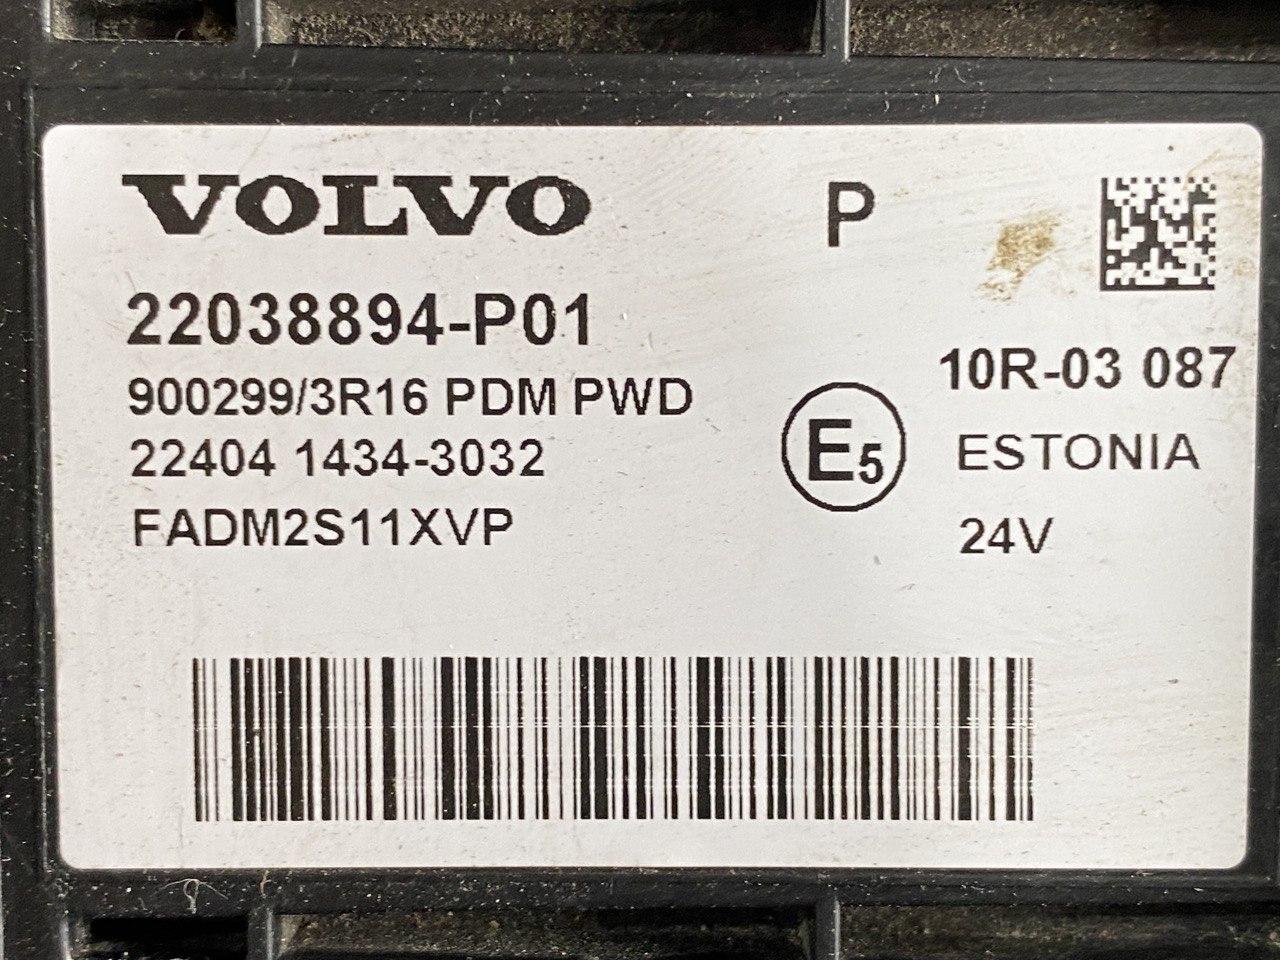 VOLVO
P
22038894-P01
900299/3R16 PDM PWD
22404 1434-3032
FADM2S11XVP
10R-03 087
E5
ESTONIA
24V